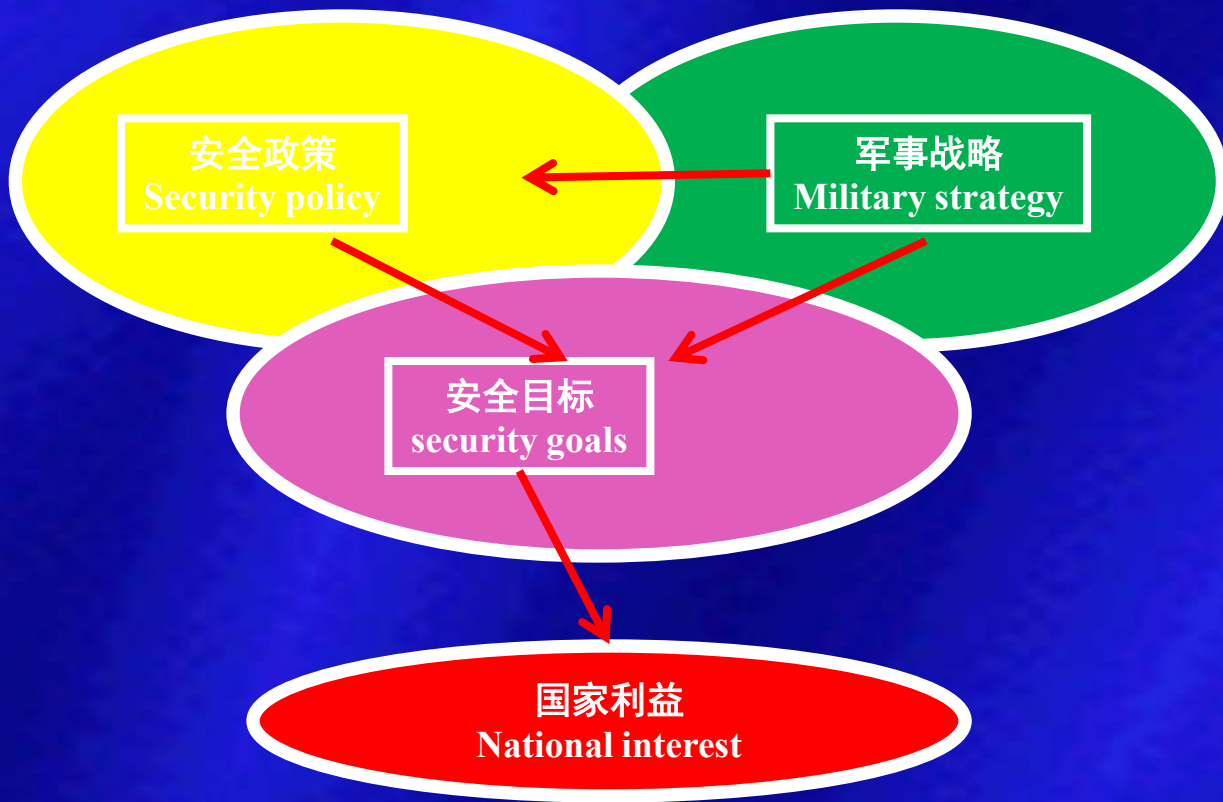 安全政策
Security policy
军事战略
Military strategy
安全目标
security goals
国家利益
National interest